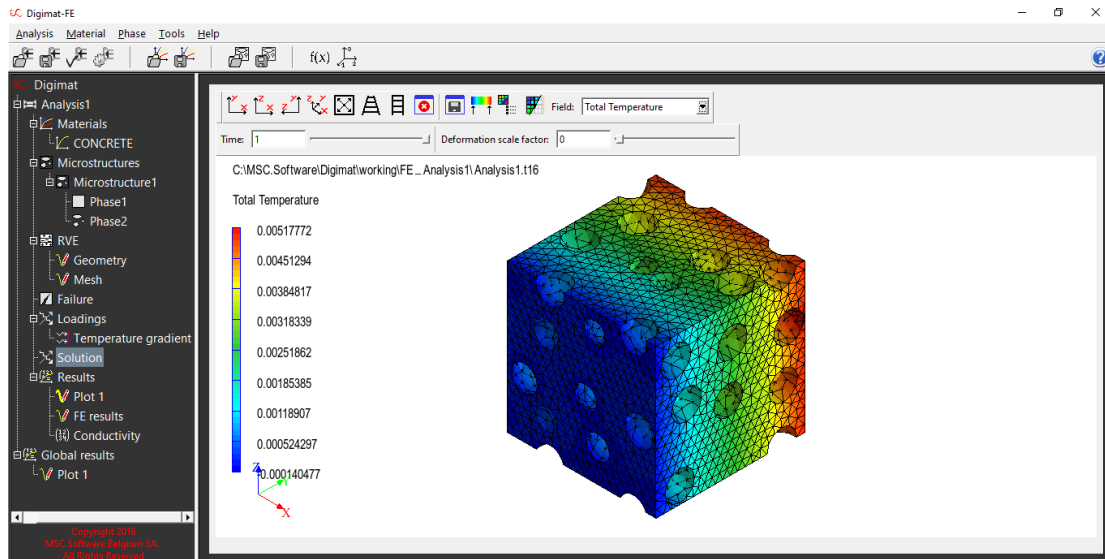 Digimat-FE
Analysis Material Phase Tools Help
f(x)
Digimat
Analysis1
Materials
CONCRETE
Microstructures
Microstructure1
Phase1
Phase2
RVE
Geometry
Mesh
Failure
Loadings
Temperature gradient
Solution
Results
Plot 1
FE results
Conductivity
Global results
Plot 1
Copyright 2016
MSC Software Belgium SA.
All Rights Reserved
Field: Total Temperature
Time: 1 Deformation scale factor: 0
C:\MSC.Software\Digimat\working\FE_Analysis1\Analysis1.t16
Total Temperature
0.00517772
0.00451294
0.00384817
0.00318339
0.00251862
0.00185385
0.00118907
0.000524297
-0.000140477
Z
Y
X